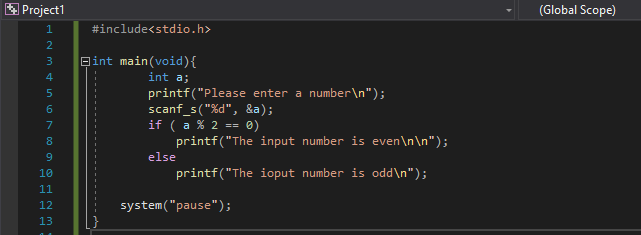 Project1 (Global Scope)
1 #include<stdio.h>
2
3 int main(void){
4 int a;
5 printf("Please enter a number\n");
6 scanf_s("%d", &a);
7 if ( a % 2 == 0)
8 printf("The input number is even\n\n");
9 else
10 printf("The ioput number is odd\n");
11
12 system("pause");
13 }
14